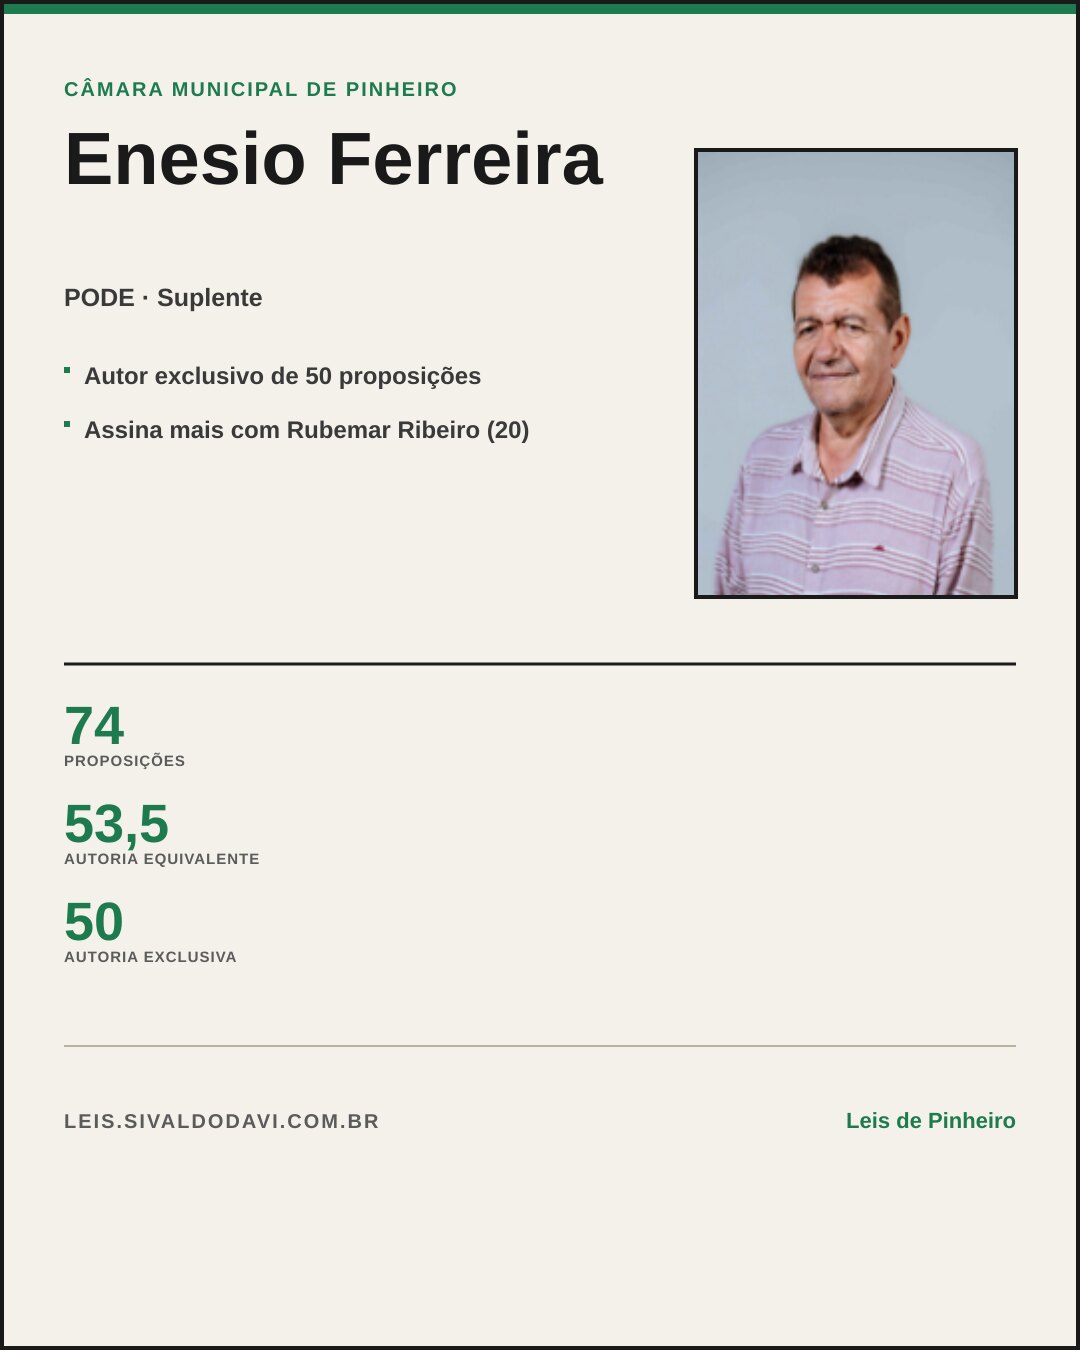 CÂMARA MUNICIPAL DE PINHEIRO
Enesio Ferreira
PODE · Suplente
Autor exclusivo de 50 proposições
Assina mais com Rubemar Ribeiro (20)
74
PROPOSIÇÕES
53,5
AUTORIA EQUIVALENTE
50
AUTORIA EXCLUSIVA
LEIS.SIVALDODAVI.COM.BR
Leis de Pinheiro